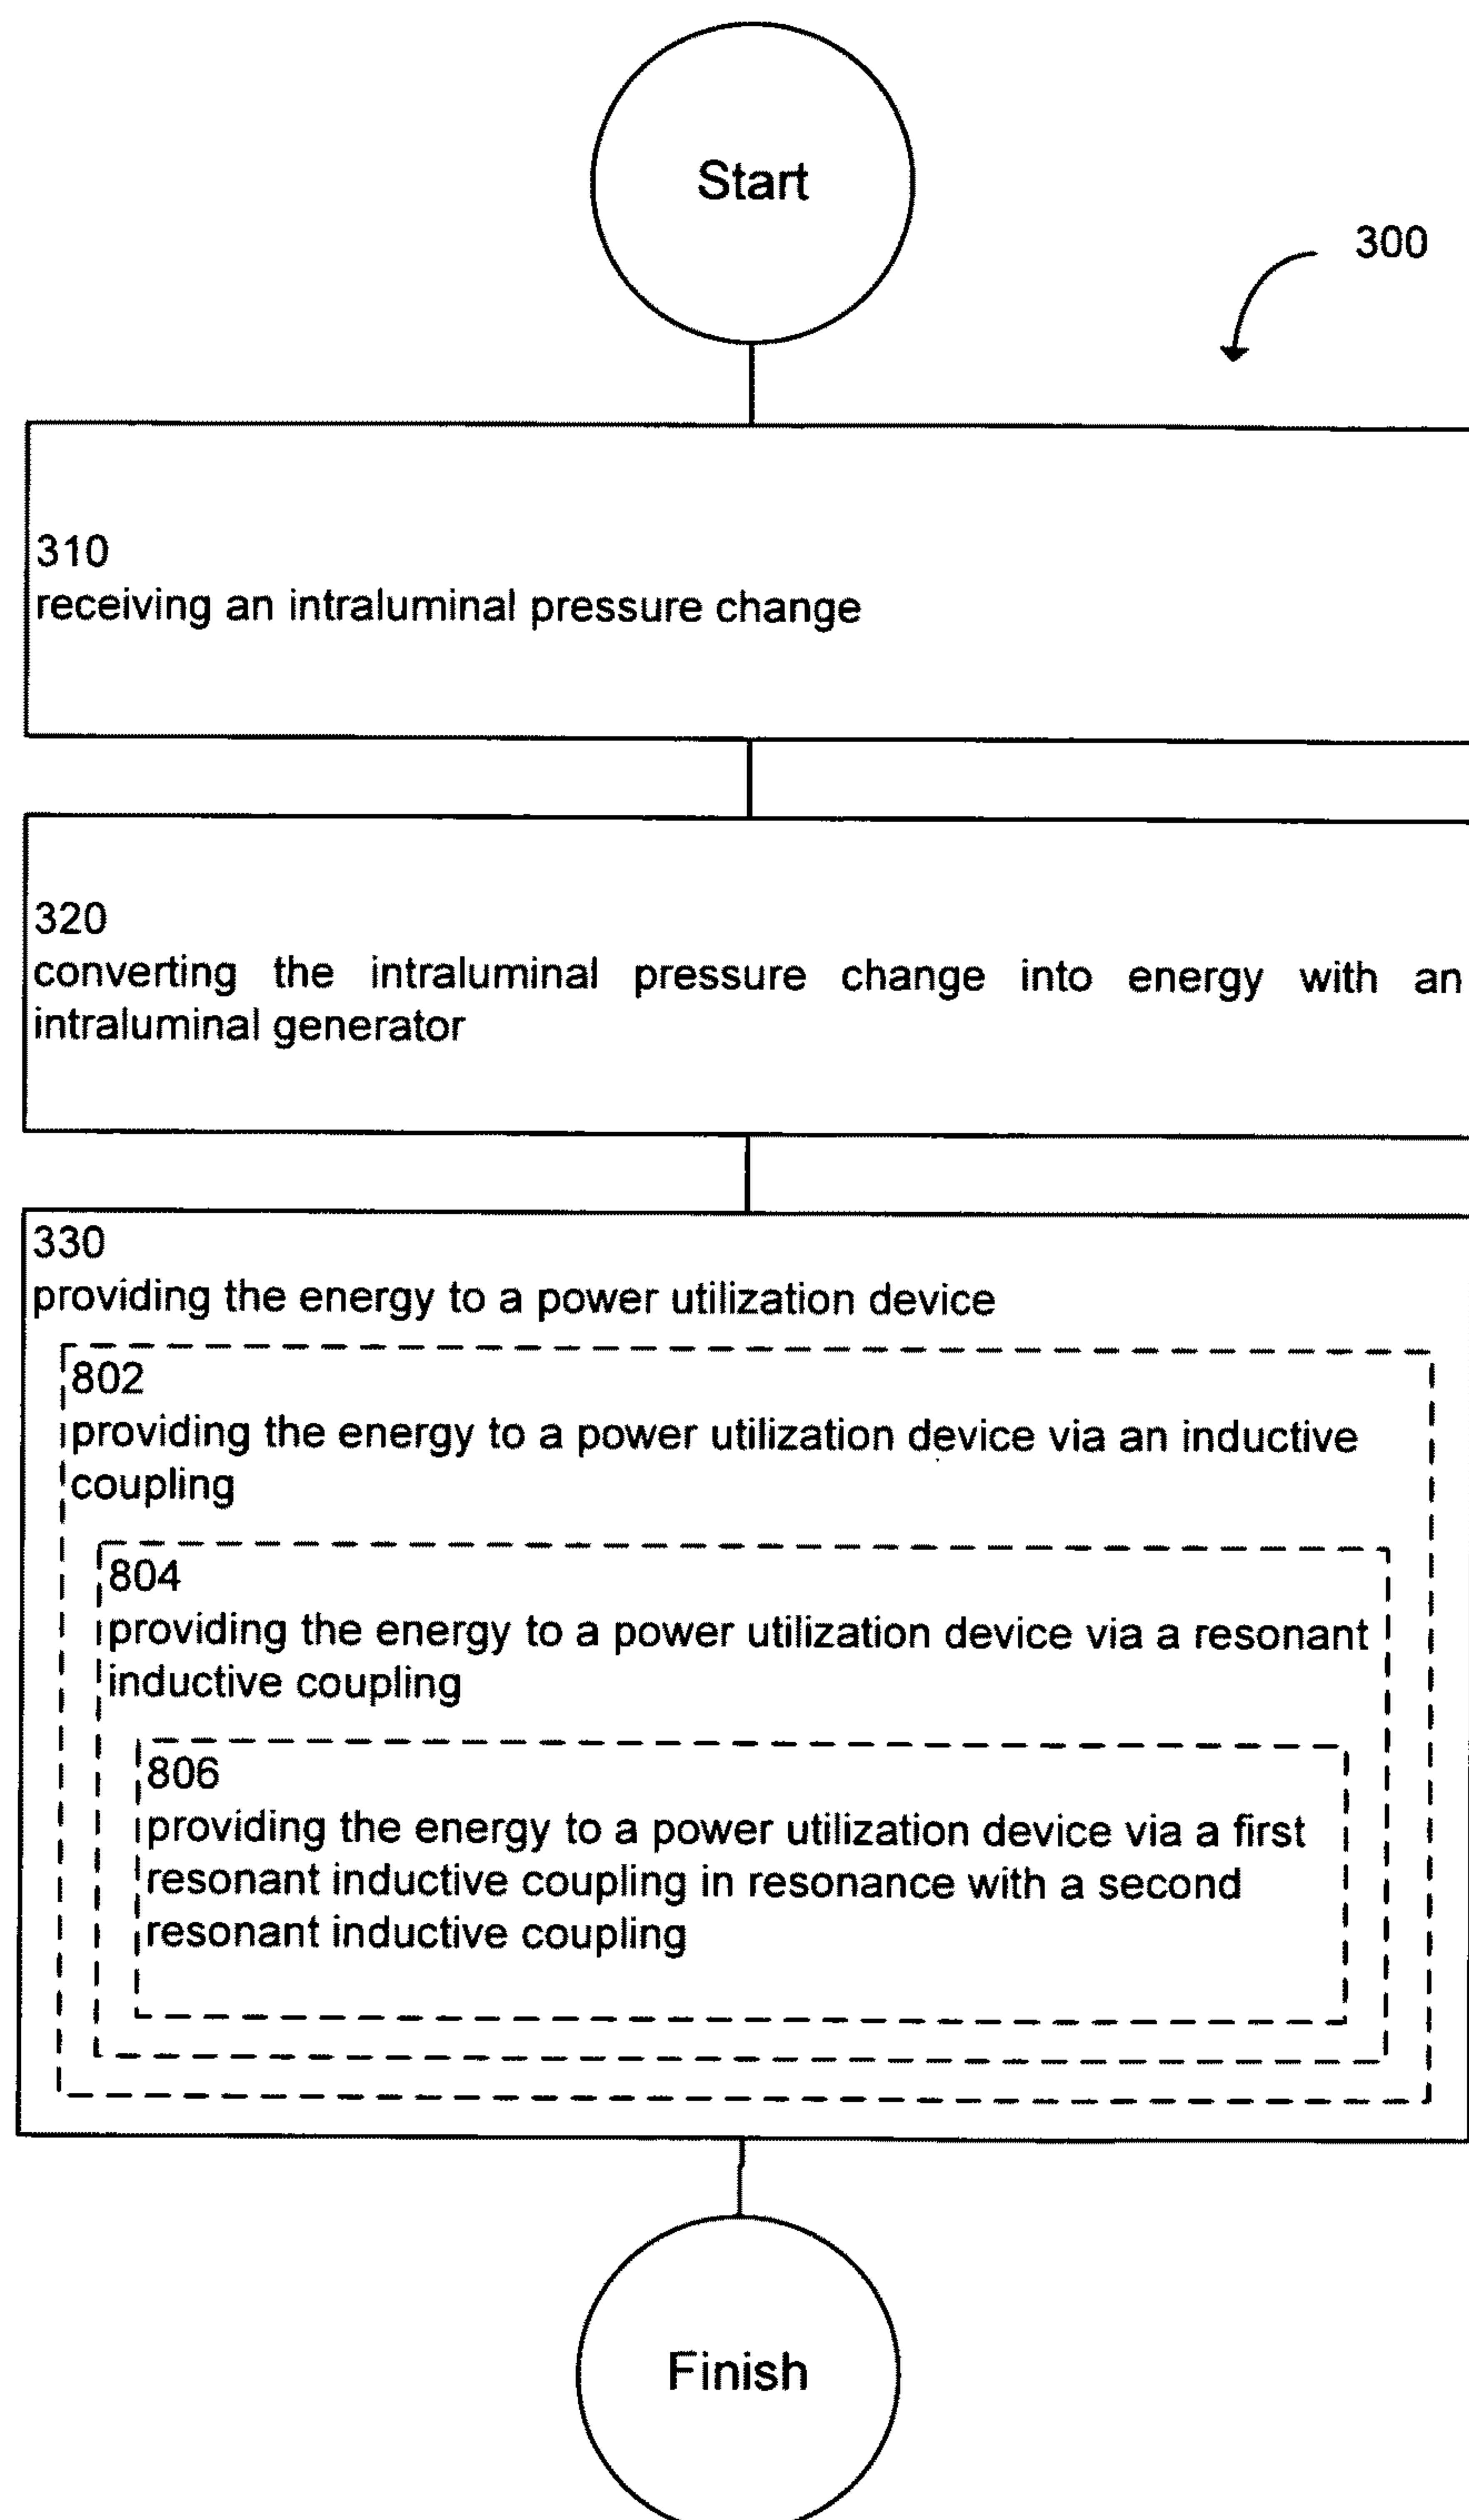 Start
300
310
receiving an intraluminal pressure change
320
converting the intraluminal pressure change into energy with an
intraluminal generator
330
providing the energy to a power utilization device
802
providing the energy to a power utilization device via an inductive
coupling
804
providing the energy to a power utilization device via a resonant
inductive coupling
806
providing the energy to a power utilization device via a first
resonant inductive coupling in resonance with a second
resonant inductive coupling
Finish